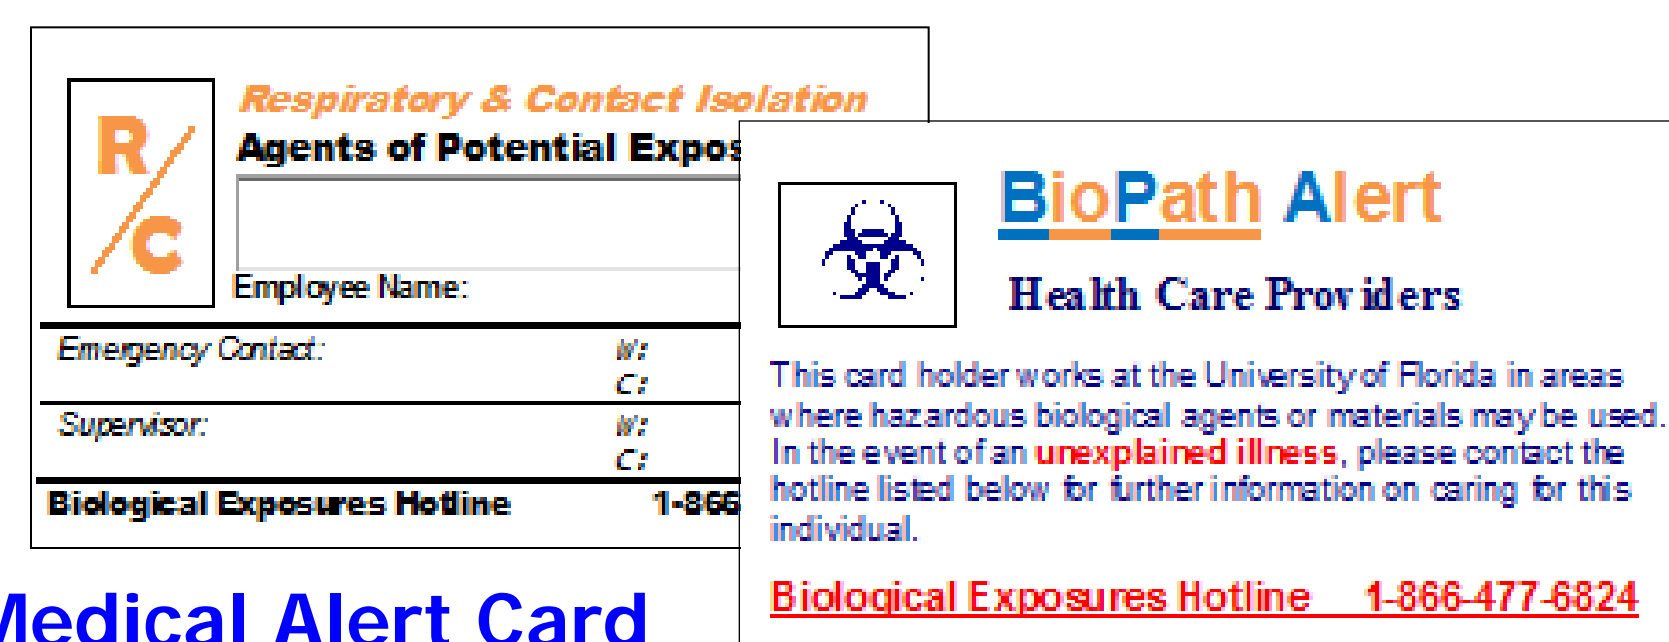 R/C
Respiratory & Contact Isolation
Agents of Potential Expos
Employee Name:
Emergency Contact: W:
C:
Supervisor: W:
C:
Biological Exposures Hotline 1-866
Medical Alert Card
BioPath Alert
Health Care Providers
This card holder works at the University of Florida in areas
where hazardous biological agents or materials may be used.
In the event of an unexplained illness, please contact the
hotline listed below for further information on caring for this
individual.
Biological Exposures Hotline 1-866-477-6824